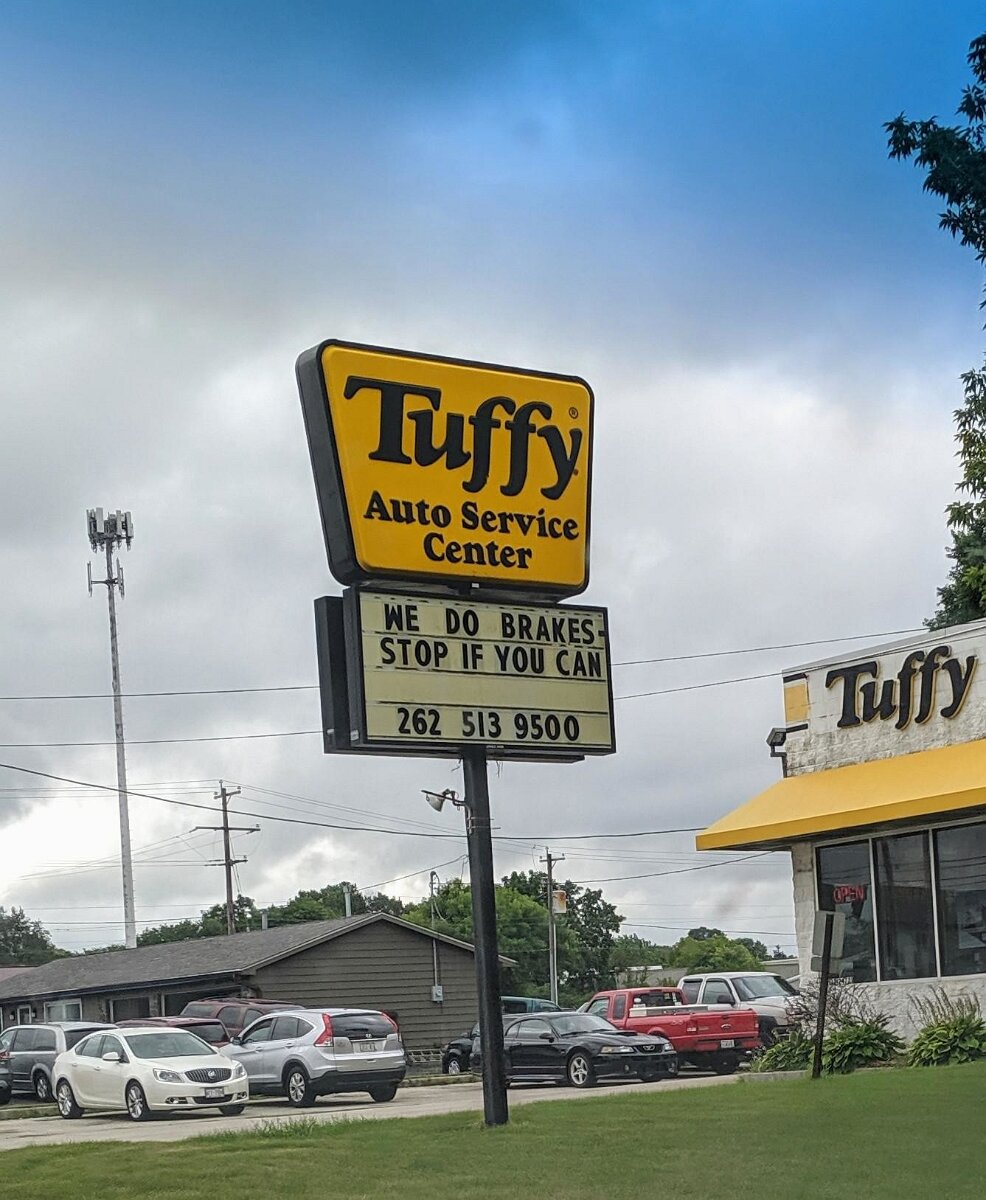 Tuffy®
Auto Service
Center
WE DO BRAKES-
STOP IF YOU CAN
262 513 9500
Tuffy
OPEN